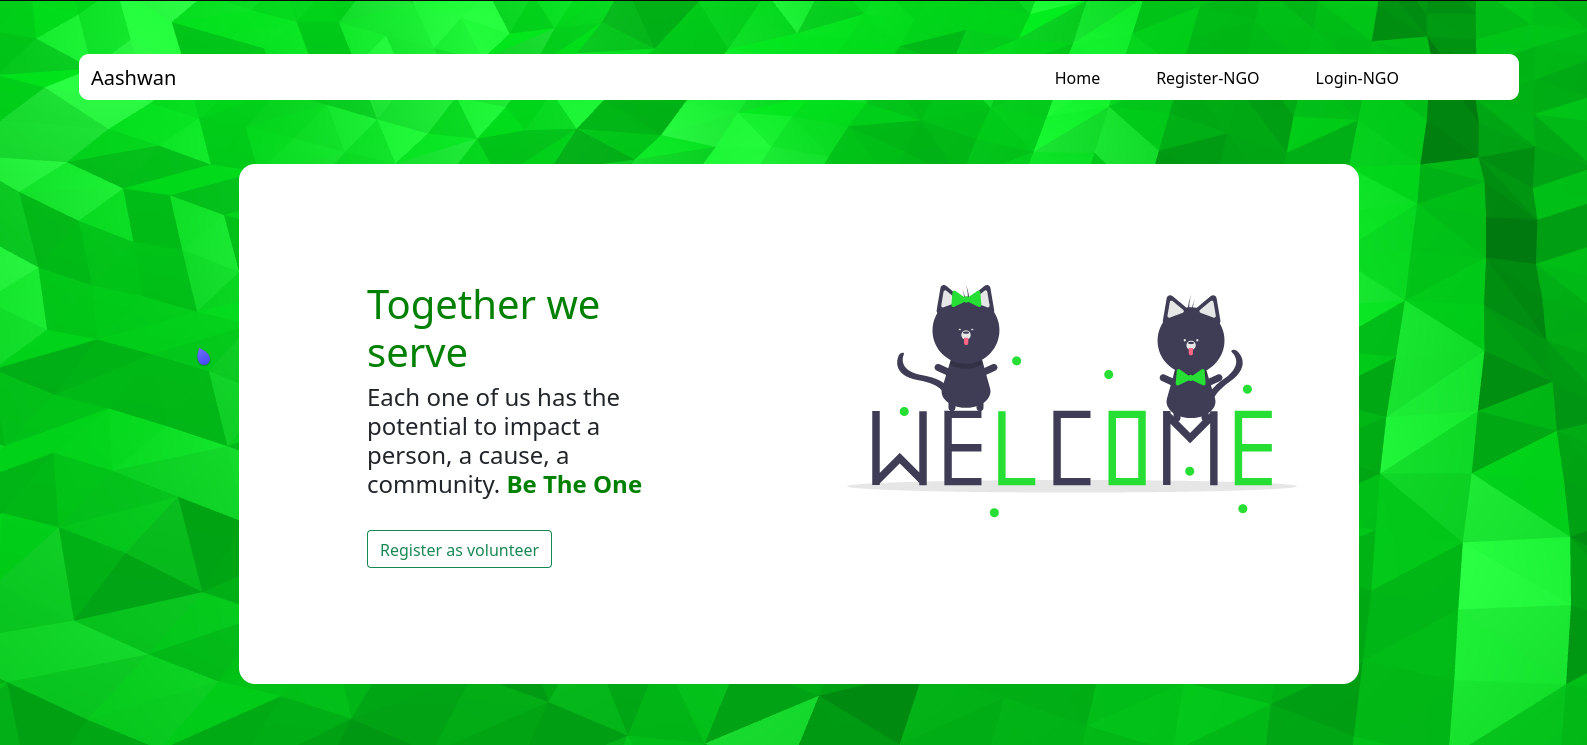 Aashwan
Home
Register-NGO
Login-NGO
Together we
serve
Each one of us has the
potential to impact a
person, a cause, a
community. Be The One
Register as volunteer
WELCOME